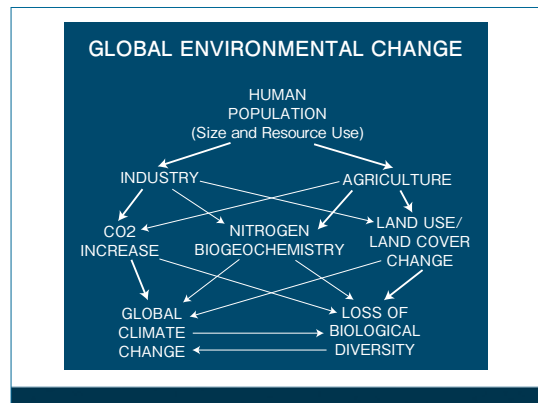 GLOBAL ENVIRONMENTAL CHANGE
HUMAN
POPULATION
(Size and Resource Use)
INDUSTRY
AGRICULTURE
CO2
INCREASE
NITROGEN
BIOGEOCHEMISTRY
LAND USE/
LAND COVER
CHANGE
GLOBAL
CLIMATE
CHANGE
LOSS OF
BIOLOGICAL
DIVERSITY